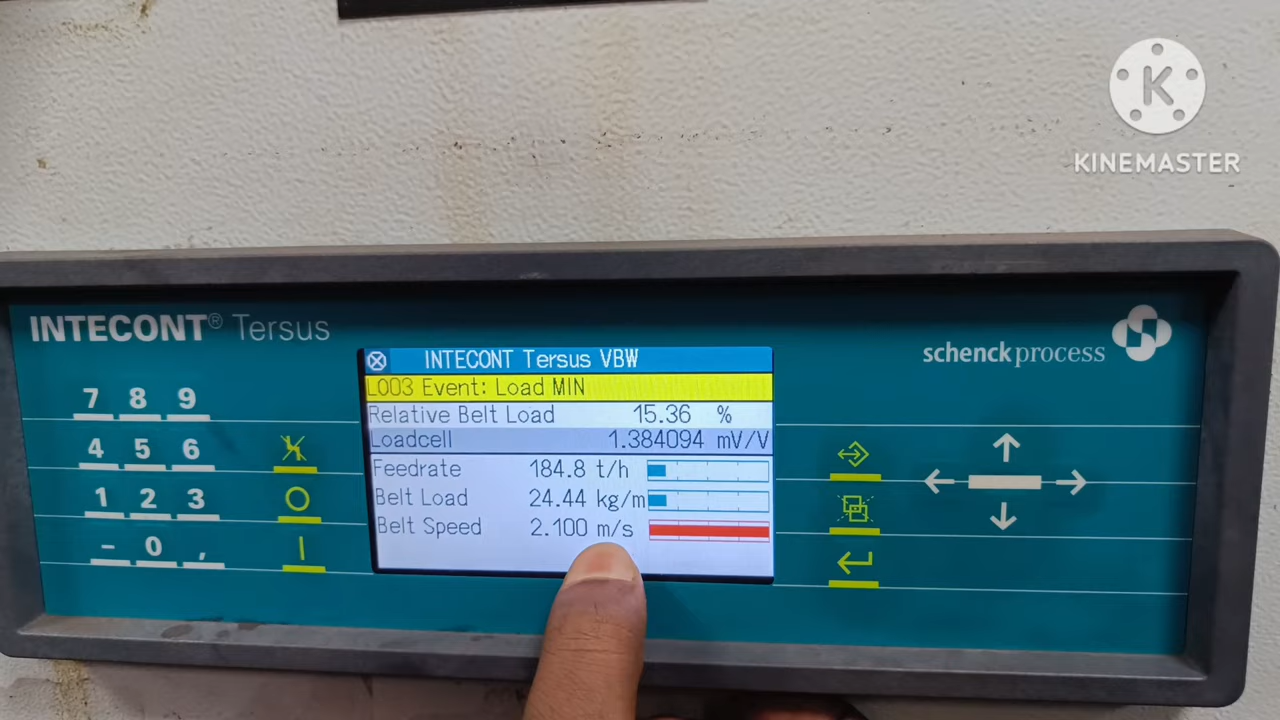 K
KINEMASTER
INTECONT® Tersus
schenck process
INTECONT Tersus VBW
L003 Event: Load MIN
Relative Belt Load 15.36 %
Loadcell 1.384094 mV/V
Feedrate 184.8 t/h
Belt Load 24.44 kg/m
Belt Speed 2.100 m/s
7 8 9
4 5 6
1 2 3
- 0 ,